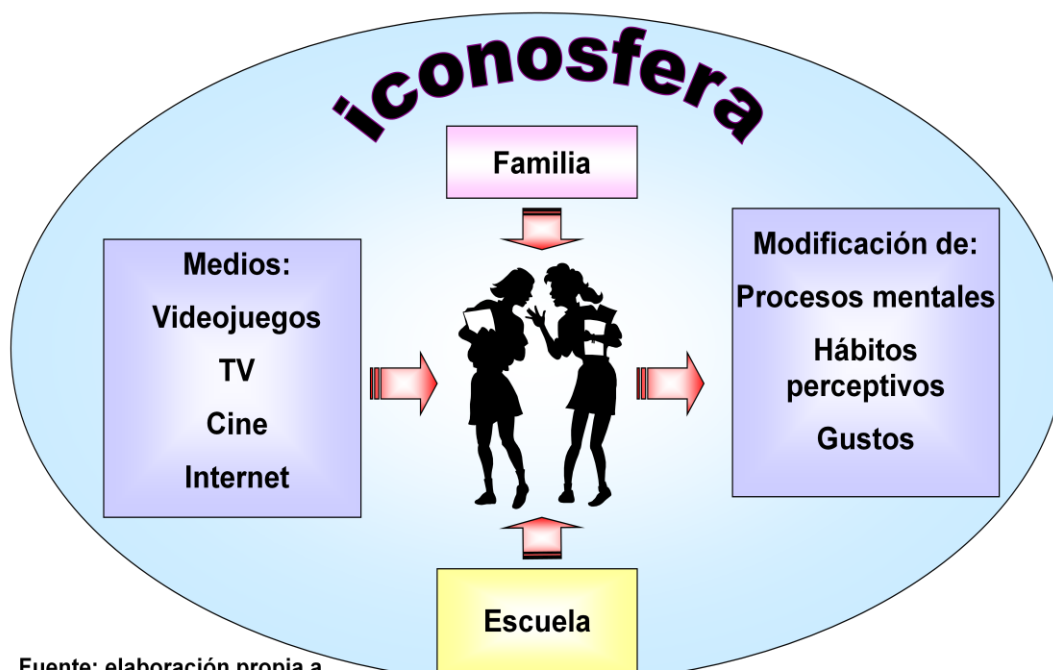 iconosfera
Familia
Medios:
Videojuegos
TV
Cine
Internet
Modificación de:
Procesos mentales
Hábitos
perceptivos
Gustos
Escuela
Fuente: elaboración propia a